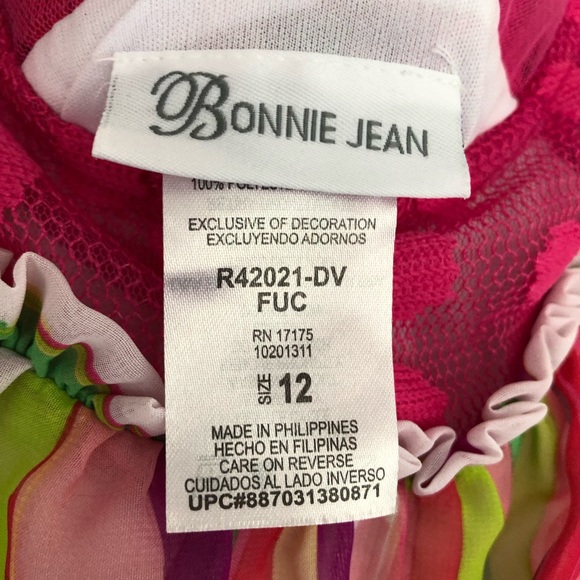 BONNIE JEAN
100%
EXCLUSIVE OF DECORATION
EXCLUYENDO ADORNOS
R42021-DV
FUC
RN 17175
10201311
SIZE 12
MADE IN PHILIPPINES
HECHO EN FILIPINAS
CARE ON REVERSE
CUIDADOS AL LADO INVERSO
UPC#887031380871